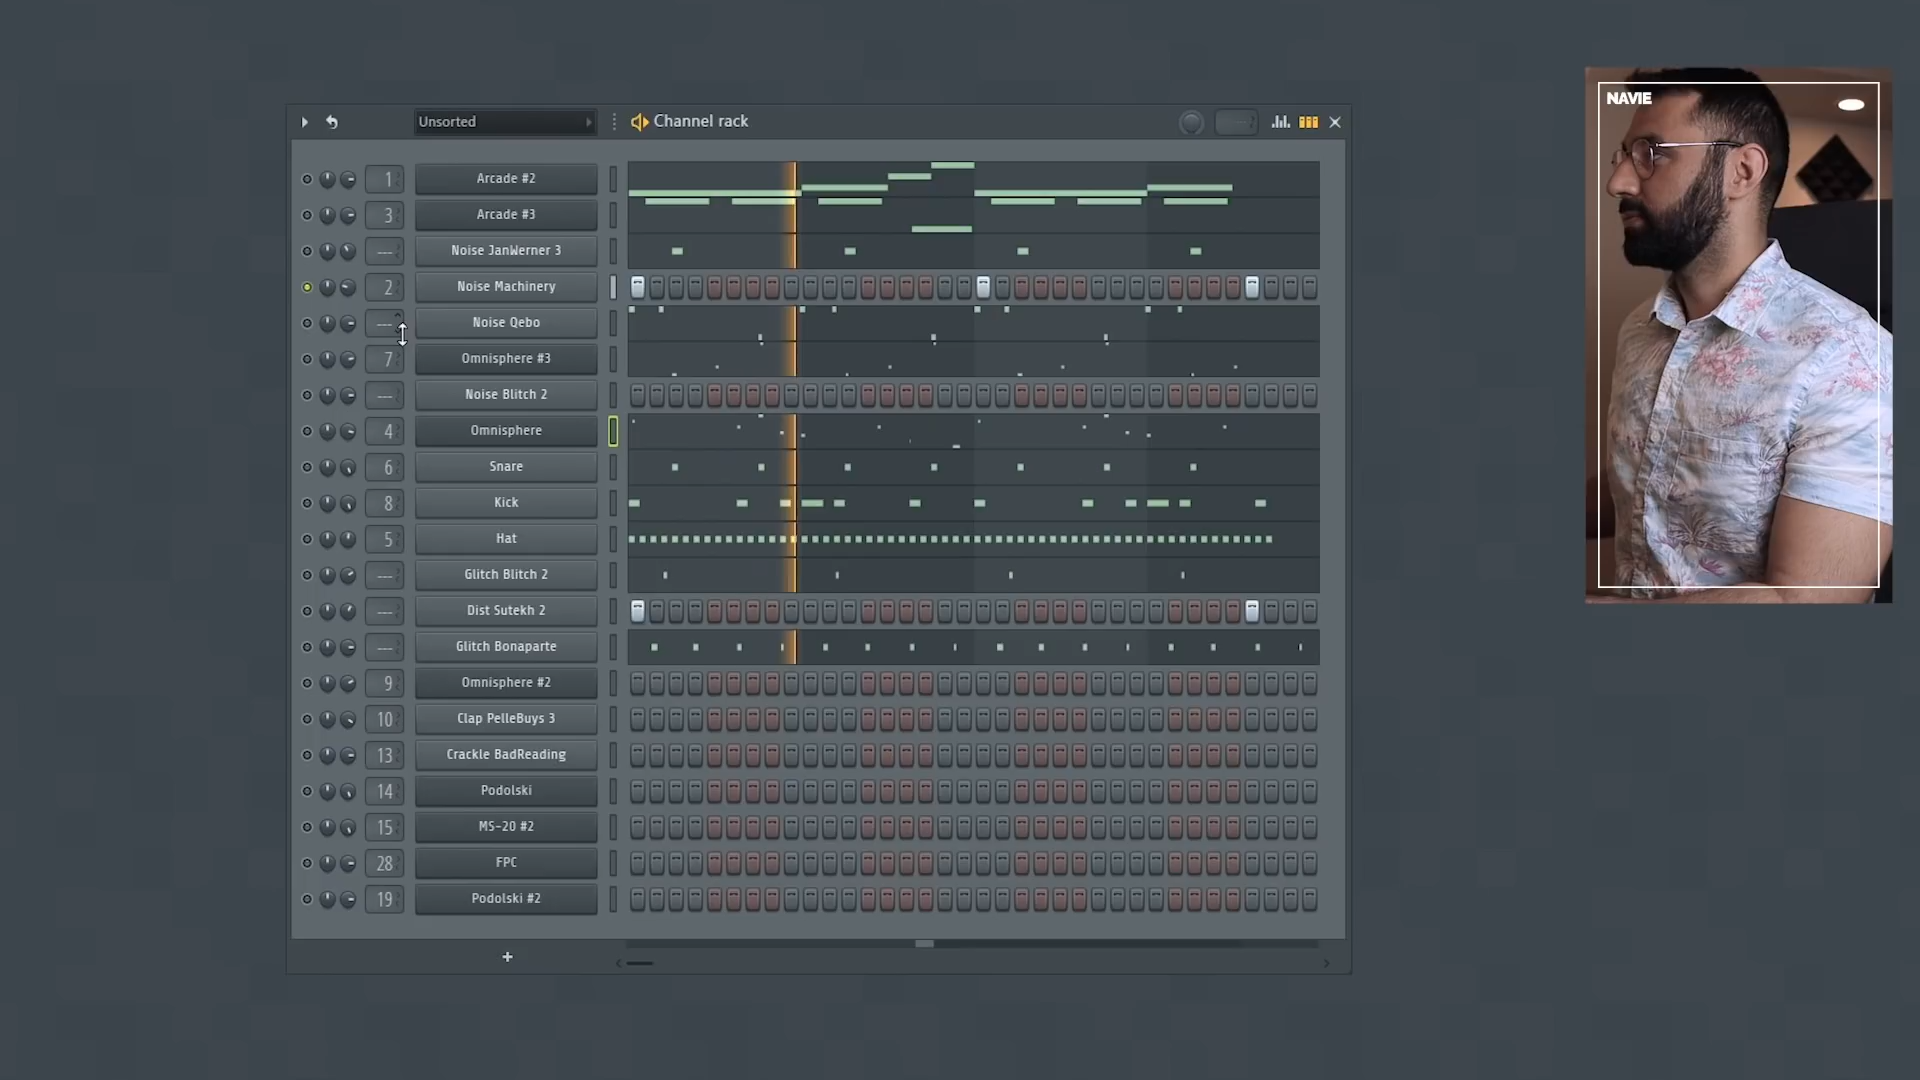 NAVIE
Unsorted
Channel rack
1 Arcade #2
3 Arcade #3
--- Noise JanWerner 3
2 Noise Machinery
--- Noise Qebo
7 Omnisphere #3
--- Noise Blitch 2
4 Omnisphere
6 Snare
8 Kick
5 Hat
--- Glitch Blitch 2
--- Dist Sutekh 2
--- Glitch Bonaparte
9 Omnisphere #2
10 Clap PelleBuys 3
13 Crackle BadReading
14 Podolski
15 MS-20 #2
28 FPC
19 Podolski #2
+